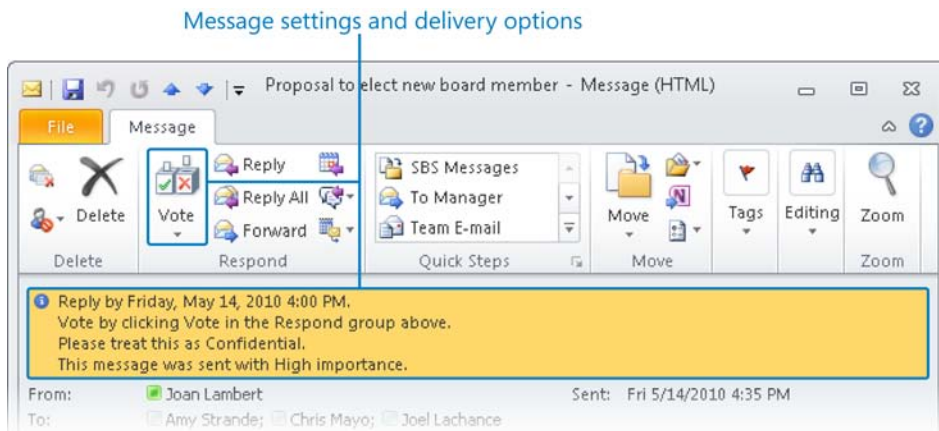 Message settings and delivery options
Proposal to elect new board member - Message (HTML)
File Message
Delete
Vote
Reply
Reply All
Forward
SBS Messages
To Manager
Team E-mail
Move
Tags
Editing
Zoom
Delete Respond Quick Steps Move Zoom
Reply by Friday, May 14, 2010 4:00 PM.
Vote by clicking Vote in the Respond group above.
Please treat this as Confidential.
This message was sent with High importance.
From: Joan Lambert Sent: Fri 5/14/2010 4:35 PM
To: Amy Strande; Chris Mayo; Joel Lachance